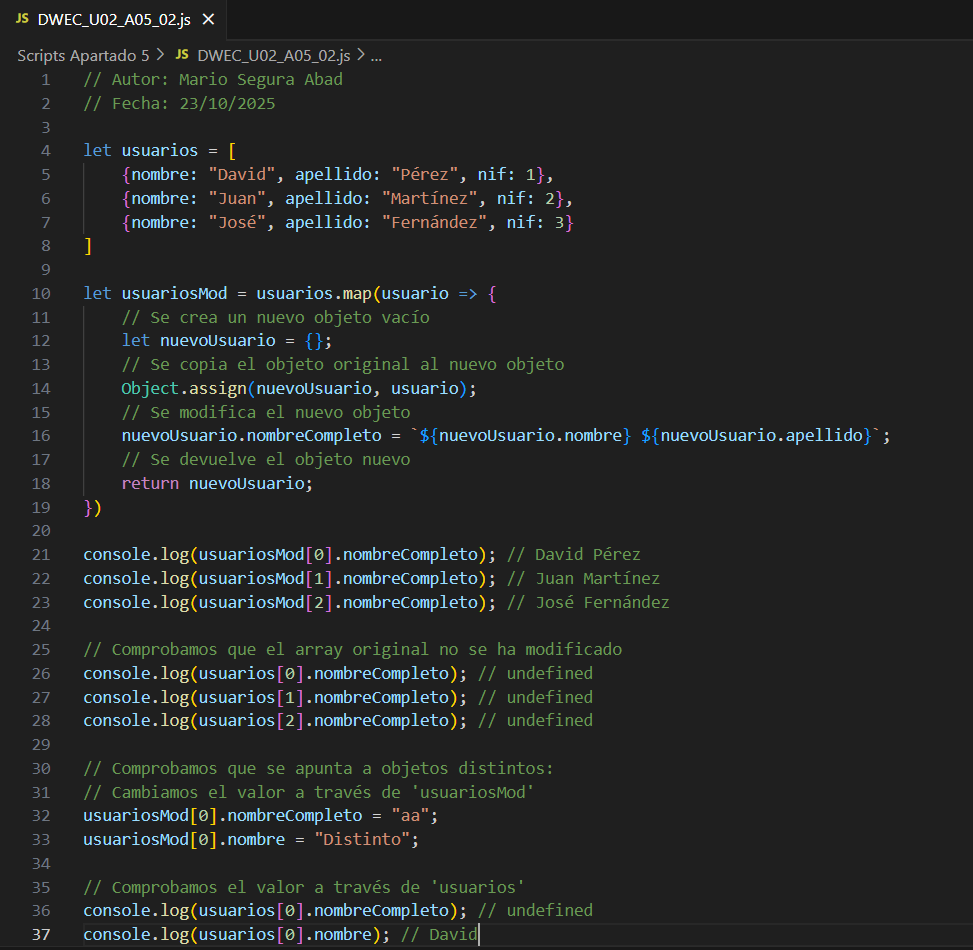 JS DWEC_U02_A05_02.js ×
Scripts Apartado 5 > JS DWEC_U02_A05_02.js > ...
1 // Autor: Mario Segura Abad
2 // Fecha: 23/10/2025
3
4 let usuarios = [
5     {nombre: "David", apellido: "Pérez", nif: 1},
6     {nombre: "Juan", apellido: "Martínez", nif: 2},
7     {nombre: "José", apellido: "Fernández", nif: 3}
8 ]
9
10 let usuariosMod = usuarios.map(usuario => {
11     // Se crea un nuevo objeto vacío
12     let nuevoUsuario = {};
13     // Se copia el objeto original al nuevo objeto
14     Object.assign(nuevoUsuario, usuario);
15     // Se modifica el nuevo objeto
16     nuevoUsuario.nombreCompleto = `${nuevoUsuario.nombre} ${nuevoUsuario.apellido}`;
17     // Se devuelve el objeto nuevo
18     return nuevoUsuario;
19 })
20
21 console.log(usuariosMod[0].nombreCompleto); // David Pérez
22 console.log(usuariosMod[1].nombreCompleto); // Juan Martínez
23 console.log(usuariosMod[2].nombreCompleto); // José Fernández
24
25 // Comprobamos que el array original no se ha modificado
26 console.log(usuarios[0].nombreCompleto); // undefined
27 console.log(usuarios[1].nombreCompleto); // undefined
28 console.log(usuarios[2].nombreCompleto); // undefined
29
30 // Comprobamos que se apunta a objetos distintos:
31 // Cambiamos el valor a través de 'usuariosMod'
32 usuariosMod[0].nombreCompleto = "aa";
33 usuariosMod[0].nombre = "Distinto";
34
35 // Comprobamos el valor a través de 'usuarios'
36 console.log(usuarios[0].nombreCompleto); // undefined
37 console.log(usuarios[0].nombre); // David